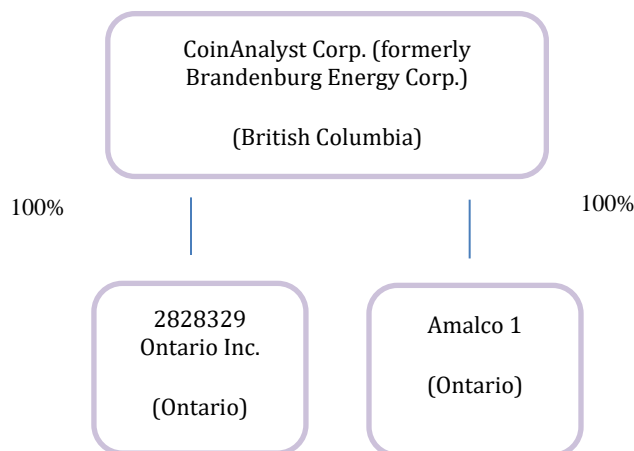 CoinAnalyst Corp. (formerly
Brandenburg Energy Corp.)
(British Columbia)
100%
100%
2828329
Ontario Inc.
(Ontario)
Amalco 1
(Ontario)